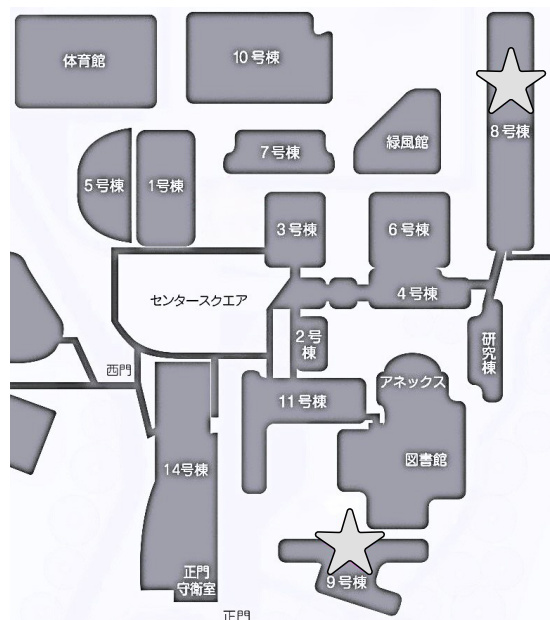 体育館
10号棟
8号棟
7号棟
緑風館
5号棟
1号棟
3号棟
6号棟
センタースクエア
4号棟
2号
棟
研究棟
西門
アネックス
11号棟
図書館
14号棟
正門
守衛室
9号棟
正門